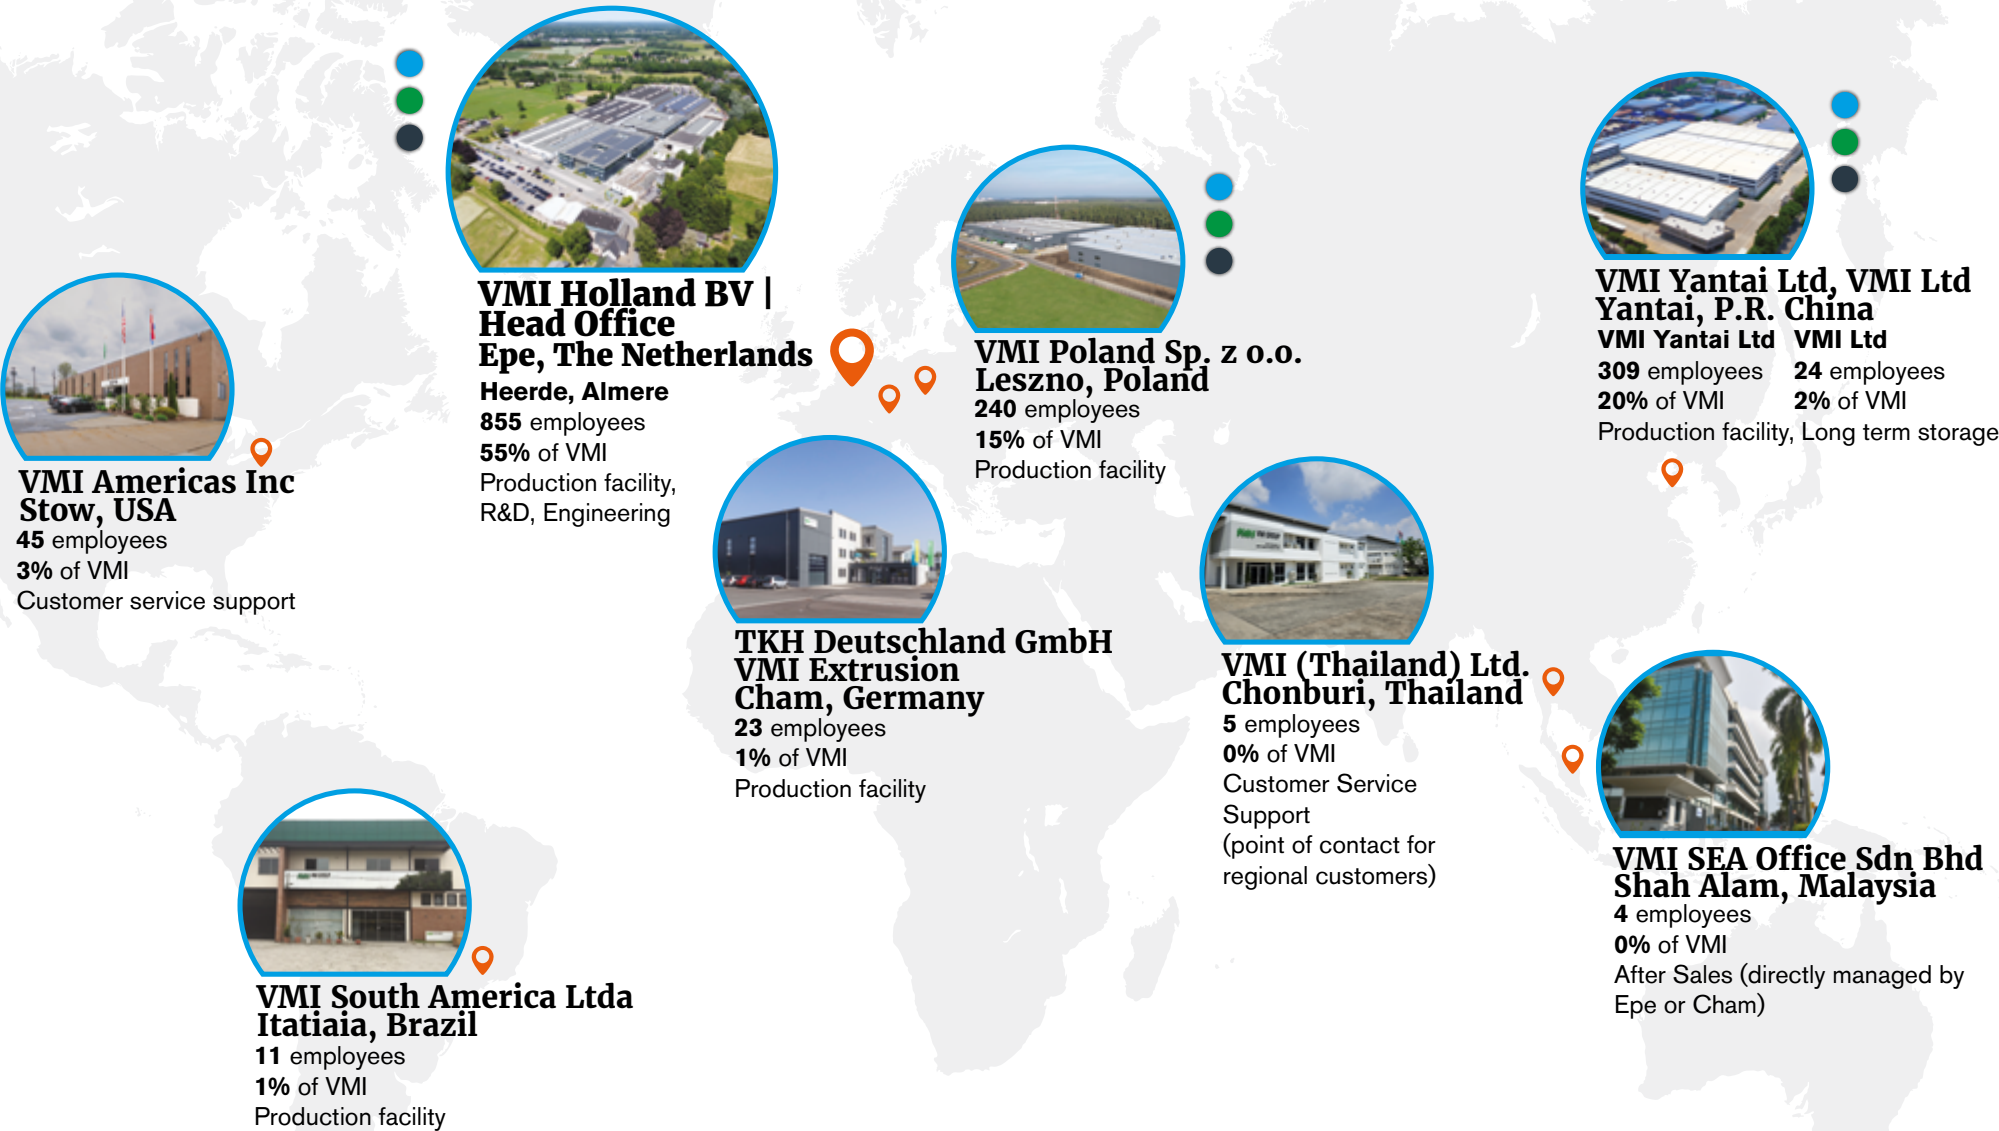 VMI Holland BV |
Head Office
Epe, The Netherlands
Heerde, Almere
855 employees
55% of VMI
Production facility,
R&D, Engineering
VMI Poland Sp. z o.o.
Leszno, Poland
240 employees
15% of VMI
Production facility
VMI Yantai Ltd, VMI Ltd
Yantai, P.R. China
VMI Yantai Ltd VMI Ltd
309 employees 24 employees
20% of VMI 2% of VMI
Production facility, Long term storage
VMI Americas Inc
Stow, USA
45 employees
3% of VMI
Customer service support
TKH Deutschland GmbH
VMI Extrusion
Cham, Germany
23 employees
1% of VMI
Production facility
VMI (Thailand) Ltd.
Chonburi, Thailand
5 employees
0% of VMI
Customer Service
Support
(point of contact for
regional customers)
VMI SEA Office Sdn Bhd
Shah Alam, Malaysia
4 employees
0% of VMI
After Sales (directly managed by
Epe or Cham)
VMI South America Ltda
Itatiaia, Brazil
11 employees
1% of VMI
Production facility